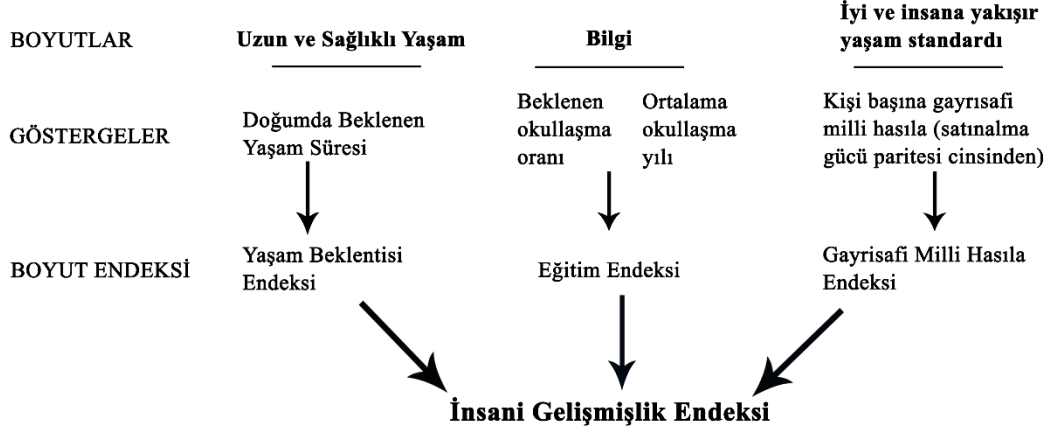 BOYUTLAR
Uzun ve Sağlıklı Yaşam
Bilgi
İyi ve insana yakışır
yaşam standardı
GÖSTERGELER
Doğumda Beklenen
Yaşam Süresi
Beklenen
okullaşma
oranı
Ortalama
okullaşma
yılı
Kişi başına gayrısafi
milli hasıla (satınalma
gücü paritesi cinsinden)
BOYUT ENDEKSİ
Yaşam Beklentisi
Endeksi
Eğitim Endeksi
Gayrisafi Milli Hasıla
Endeksi
İnsani Gelişmişlik Endeksi